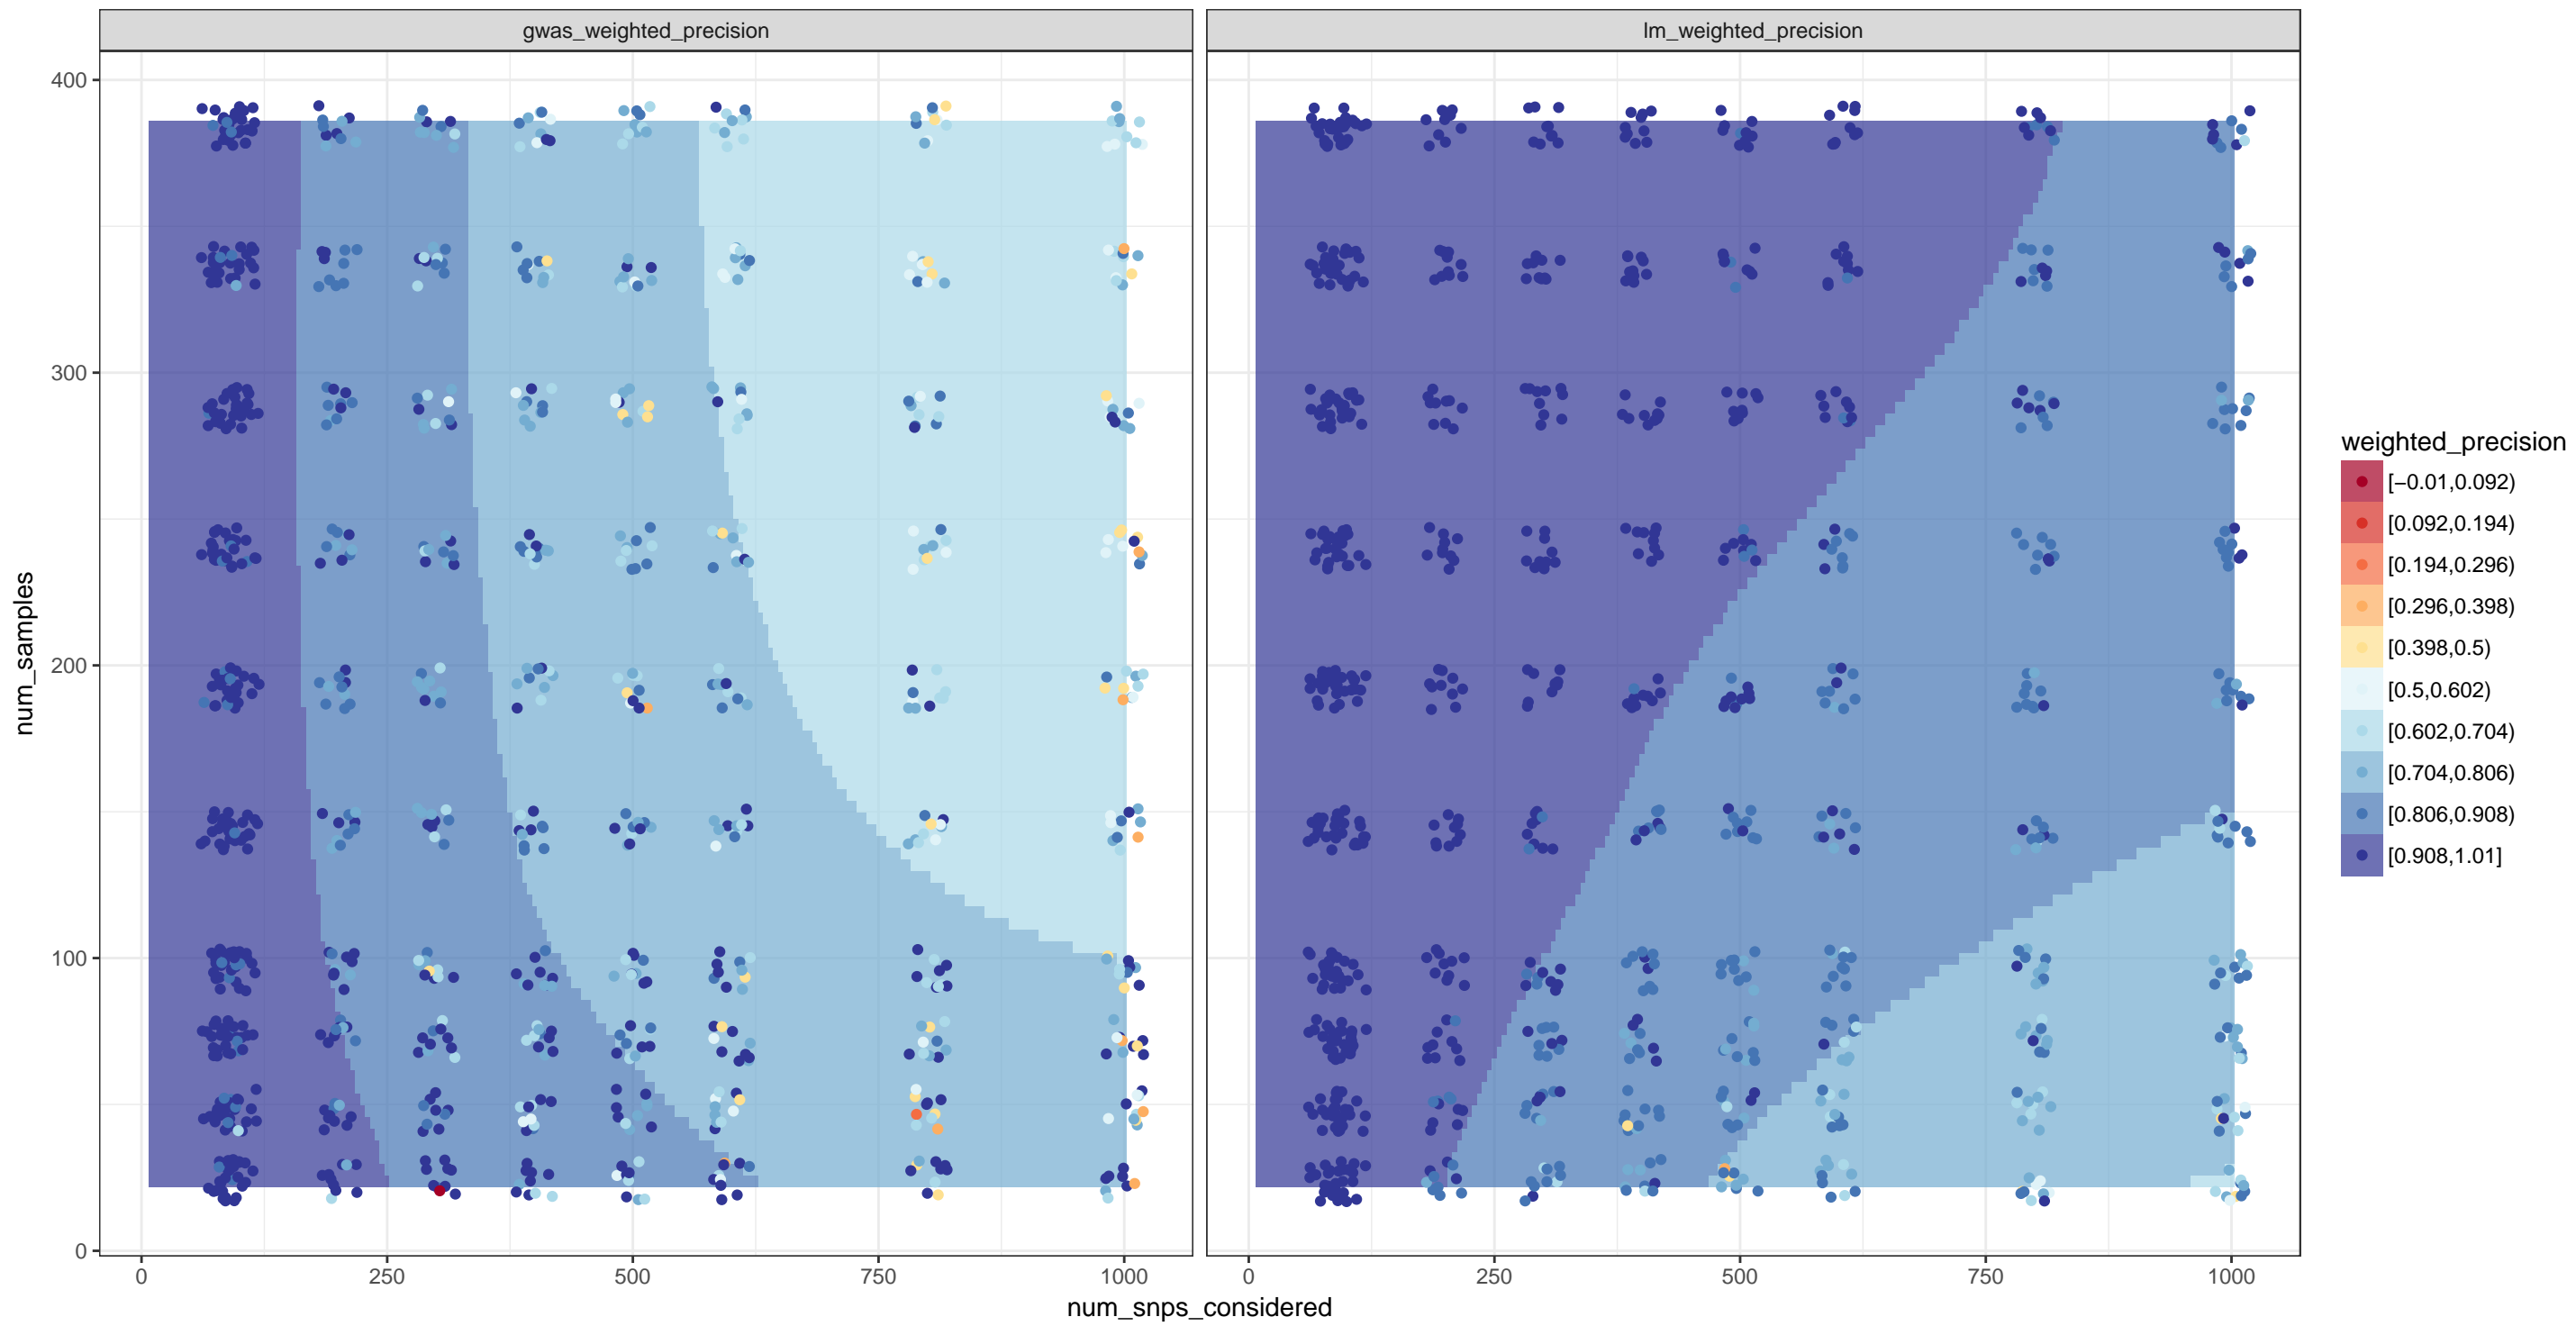 gwas_weighted_precision
lm_weighted_precision
400
300
200
100
0
num_samples
0 250 500 750 1000
0 250 500 750 1000
num_snps_considered
weighted_precision
[−0.01,0.092)
[0.092,0.194)
[0.194,0.296)
[0.296,0.398)
[0.398,0.5)
[0.5,0.602)
[0.602,0.704)
[0.704,0.806)
[0.806,0.908)
[0.908,1.01]